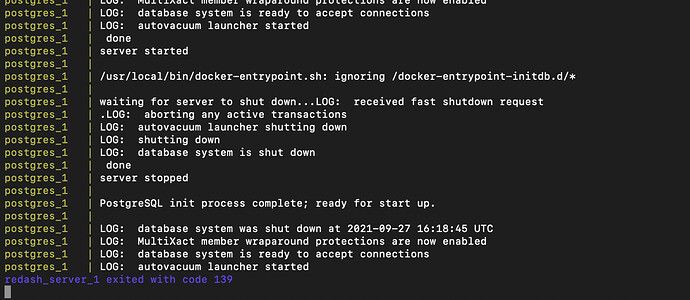 postgres_1 | LOG: MultiXact member wraparound protections are now enabled
postgres_1 | LOG: database system is ready to accept connections
postgres_1 | LOG: autovacuum launcher started
postgres_1 | done
postgres_1 | server started
postgres_1 |
postgres_1 | /usr/local/bin/docker-entrypoint.sh: ignoring /docker-entrypoint-initdb.d/*
postgres_1 |
postgres_1 | waiting for server to shut down...LOG: received fast shutdown request
postgres_1 | .LOG: aborting any active transactions
postgres_1 | LOG: autovacuum launcher shutting down
postgres_1 | LOG: shutting down
postgres_1 | LOG: database system is shut down
postgres_1 | done
postgres_1 | server stopped
postgres_1 |
postgres_1 | PostgreSQL init process complete; ready for start up.
postgres_1 |
postgres_1 | LOG: database system was shut down at 2021-09-27 16:18:45 UTC
postgres_1 | LOG: MultiXact member wraparound protections are now enabled
postgres_1 | LOG: database system is ready to accept connections
postgres_1 | LOG: autovacuum launcher started
redash_server_1 exited with code 139